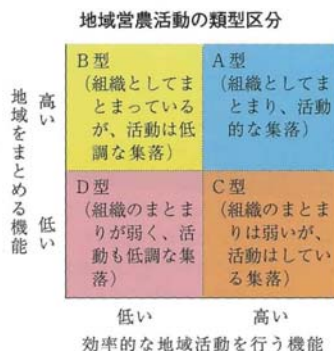 地域営農活動の類型区分
地域をまとめる機能
高い
低い
B型
(組織としてま
とまっている
が、活動は低
調な集落)
A型
(組織としてま
とまり、活動
的な集落)
D型
(組織のまとま
りが弱く、活
動も低調な集
落)
C型
(組織のまとま
りは弱いが、
活動はしてい
る集落)
低い
高い
効率的な地域活動を行う機能